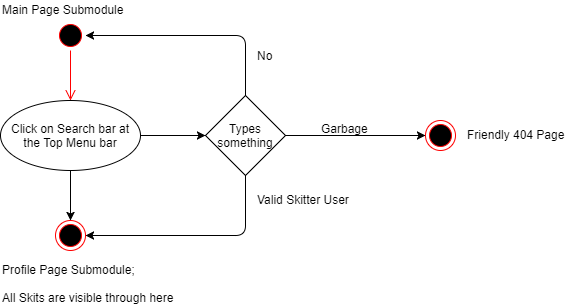 Main Page Submodule
No
Click on Search bar at
the Top Menu bar
Types
something
Garbage
Friendly 404 Page
Valid Skitter User
Profile Page Submodule;
All Skits are visible through here